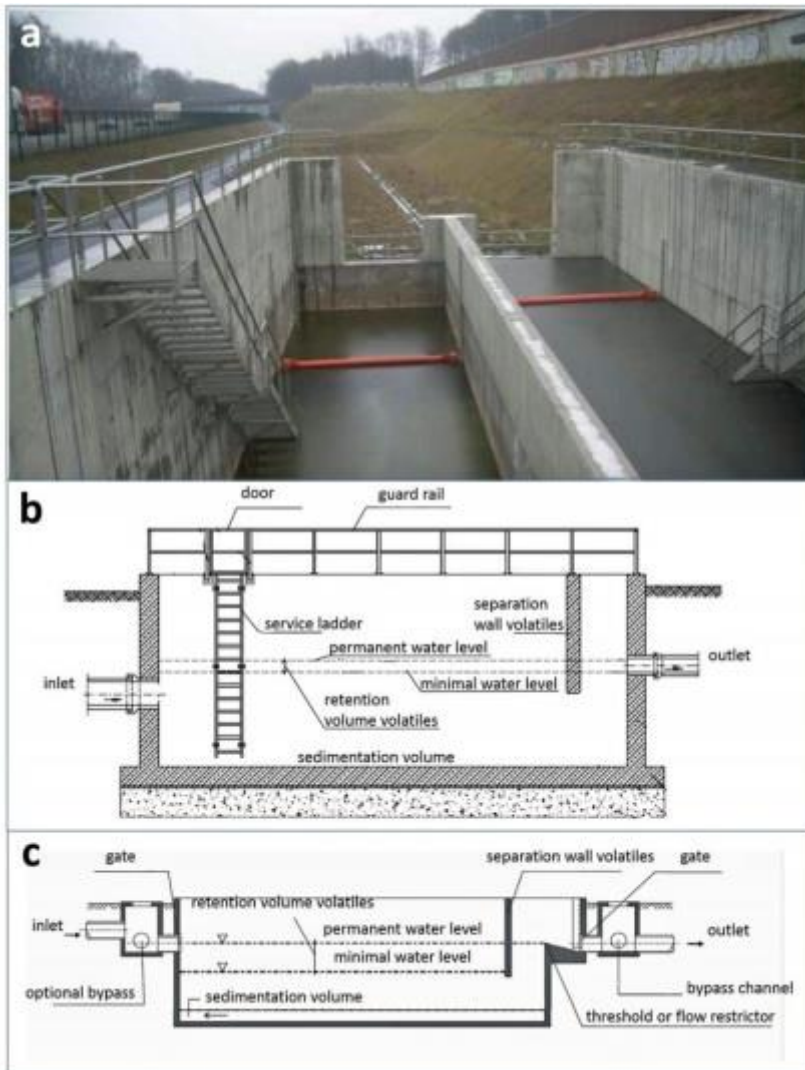 a
b
door
guard rail
separation
wall volatiles
service ladder
permanent water level
outlet
inlet
minimal water level
retention
volume volatiles
sedimentation volume
c
gate
separation wall volatiles
gate
retention volume volatiles
inlet
permanent water level
outlet
minimal water level
optional bypass
sedimentation volume
bypass channel
threshold or flow restrictor